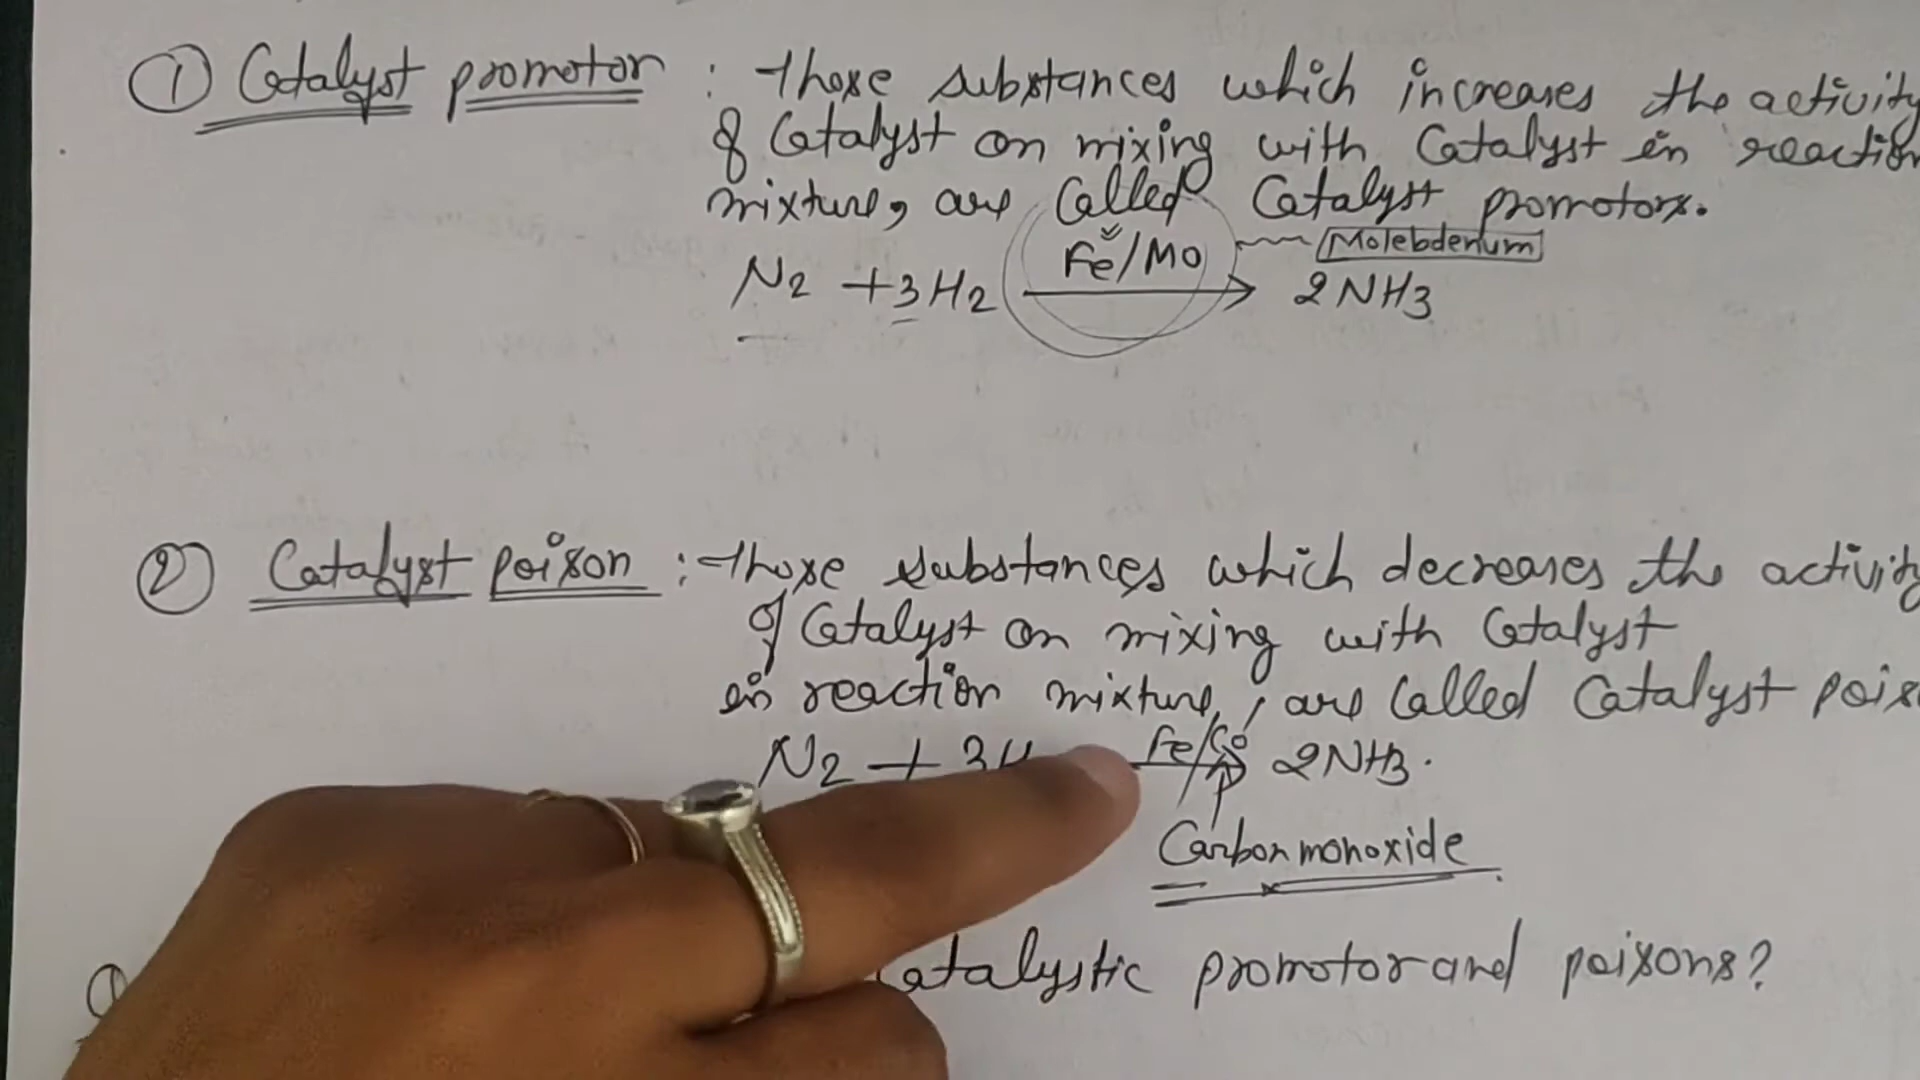 ① Catalyst promotor : those substances which increases the activity
of Catalyst on mixing with Catalyst in reaction
mixture, are Called Catalyst promotors.
Fe/Mo Molebdenum
N2 + 3H2 → 2NH3
② Catalyst poison : those substances which decreases the activity
of Catalyst on mixing with Catalyst
in reaction mixture, are Called Catalyst
Fe/Co
N2 + 3H → 2NH3.
Carbon monoxide
Catalystic promotor and poisons?